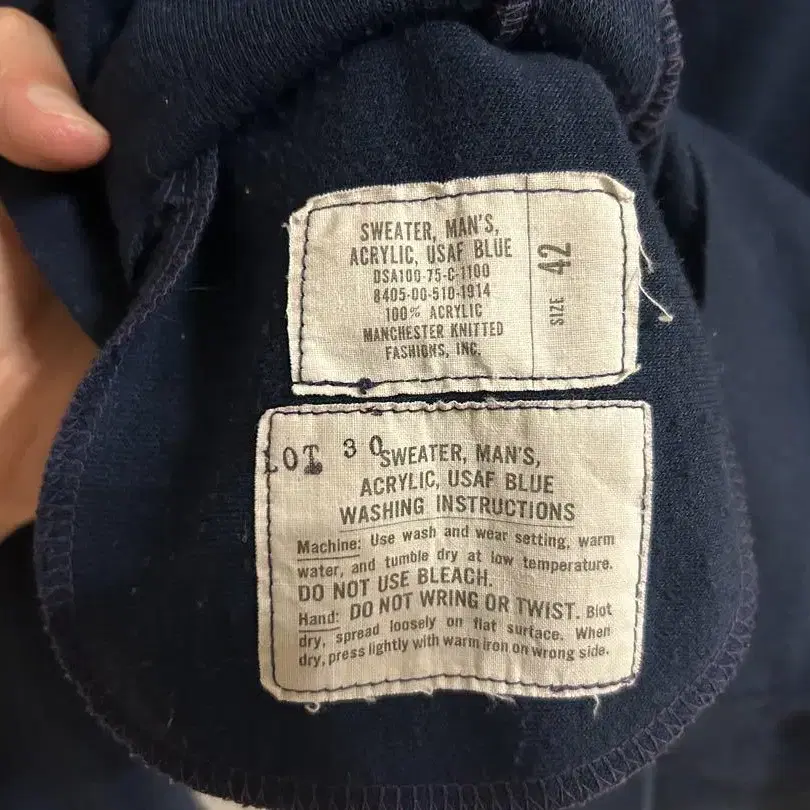 SWEATER, MAN'S,
ACRYLIC, USAF BLUE
DSA100-75-C-1100
8405-00-510-1914
100% ACRYLIC
MANCHESTER KNITTED
FASHIONS, INC.
SIZE 42
LOT 30
SWEATER, MAN'S,
ACRYLIC, USAF BLUE
WASHING INSTRUCTIONS
Machine: Use wash and wear setting, warm
water, and tumble dry at low temperature.
DO NOT USE BLEACH.
Hand: DO NOT WRING OR TWIST. Blot
dry, spread loosely on flat surface. When
dry, press lightly with warm iron on wrong side.